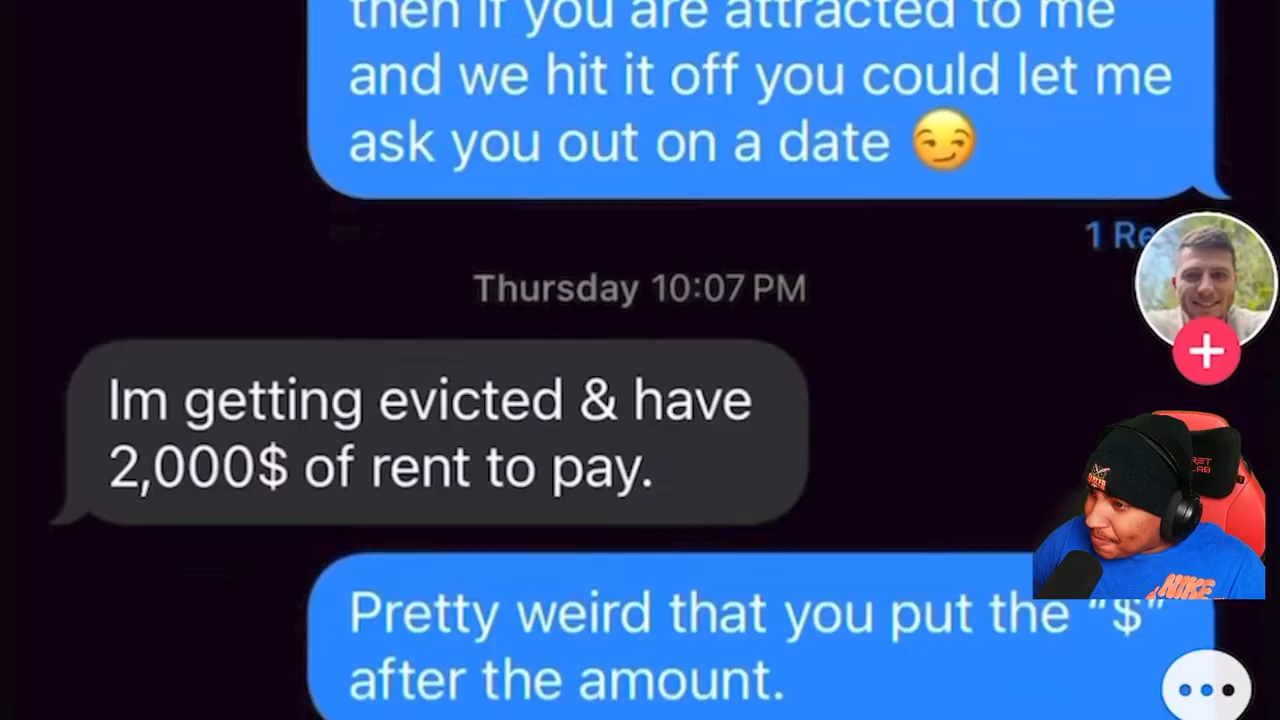 then if you are attracted to me
and we hit it off you could let me
ask you out on a date 😏
1 Re
Thursday 10:07 PM
Im getting evicted & have
2,000$ of rent to pay.
Pretty weird that you put the “$”
after the amount.
NIKE